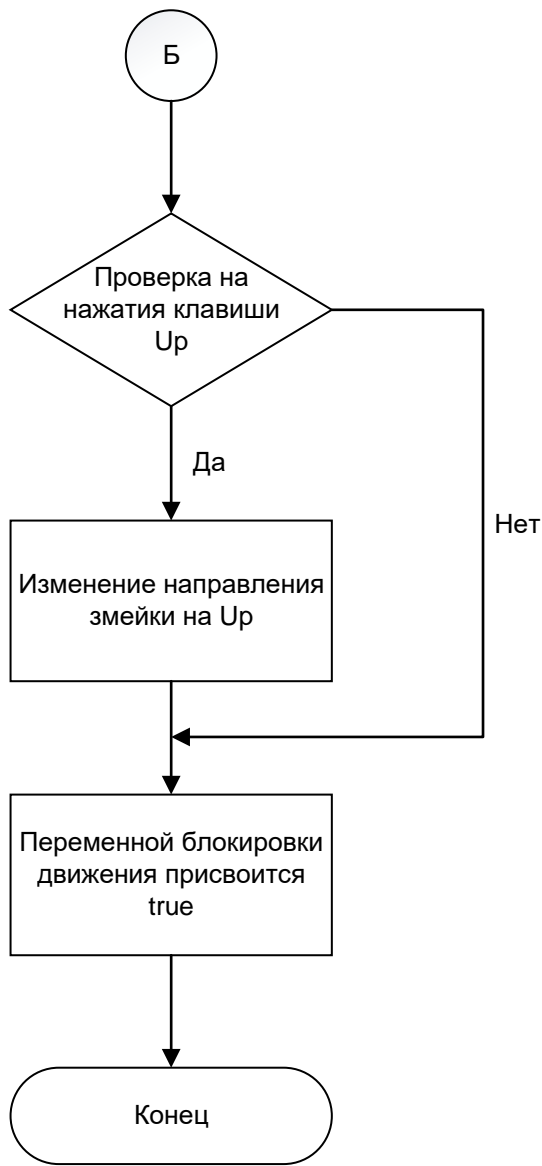 Б
Проверка на
нажатия клавиши
Up
Да
Нет
Изменение направления
змейки на Up
Переменной блокировки
движения присвоится
true
Конец